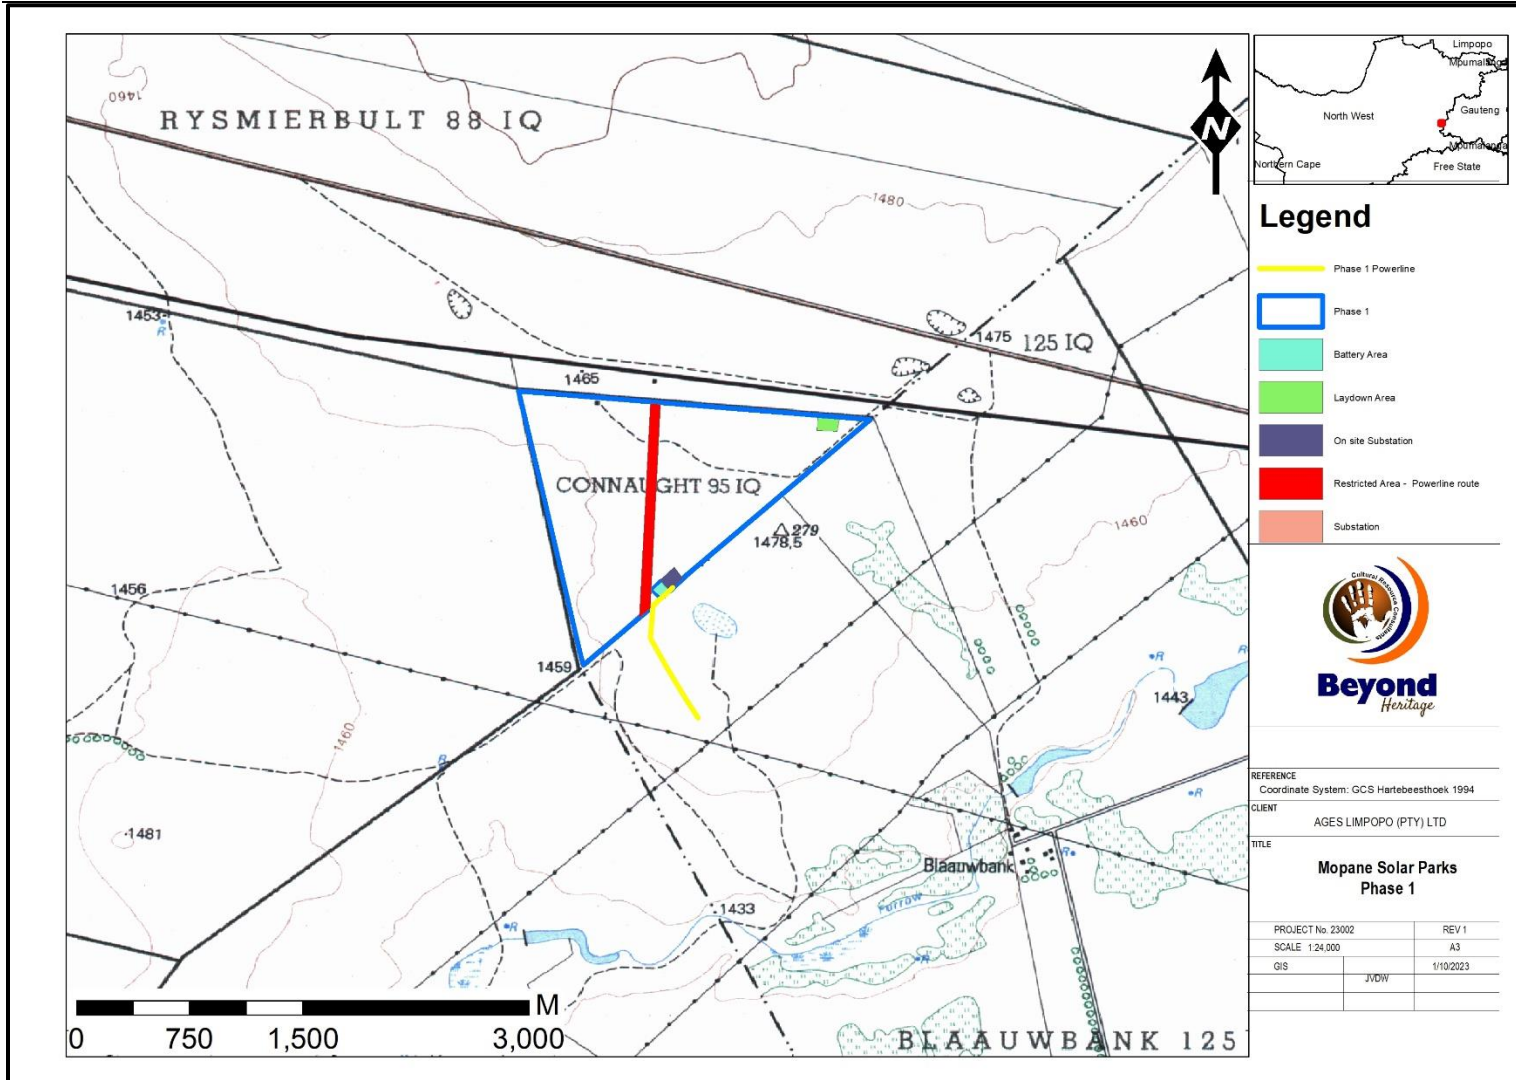 1460
RYSMIERBULT 88 IQ
1480
1453
R
1475
125 IQ
1465
CONNAUGHT 95 IQ
279
1478,5
1460
1456
1459
R
R
1443
1460
R
R
1481
Blaauwbank
R
Furrow
1433
R
R
M
0
750
1,500
3,000
BLAAUWBANK 125
N
Limpopo
Mpumalanga
North West
Gauteng
Mpumalanga
Northern Cape
Free State
Legend
Phase 1 Powerline
Phase 1
Battery Area
Laydown Area
On site Substation
Restricted Area - Powerline route
Substation
Cultural Resource Consultants
Beyond
Heritage
REFERENCE
Coordinate System: GCS Hartebeesthoek 1994
CLIENT
AGES LIMPOPO (PTY) LTD
TITLE
Mopane Solar Parks
Phase 1
PROJECT No. 23002
REV 1
SCALE 1:24,000
A3
GIS
JVDW
1/10/2023